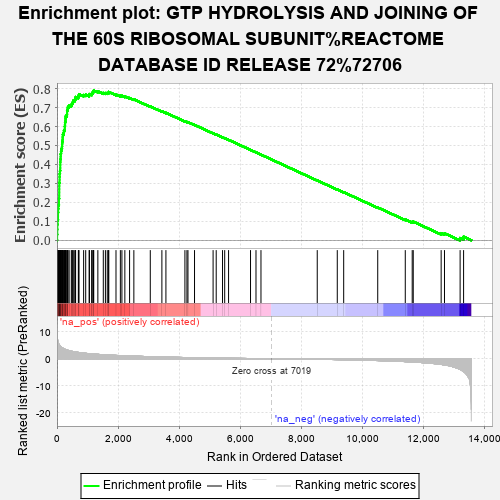 Enrichment plot: GTP HYDROLYSIS AND JOINING OF
THE 60S RIBOSOMAL SUBUNIT%REACTOME
DATABASE ID RELEASE 72%72706
Enrichment score (ES)
0.8
0.7
0.6
0.5
0.4
0.3
0.2
0.1
0.0
'na_pos' (positively correlated)
Ranked list metric (PreRanked)
10
5
0
-5
-10
-15
-20
Zero cross at 7019
'na_neg' (negatively correlated)
0 2,000 4,000 6,000 8,000 10,000 12,000 14,000
Rank in Ordered Dataset
Enrichment profile Hits Ranking metric scores